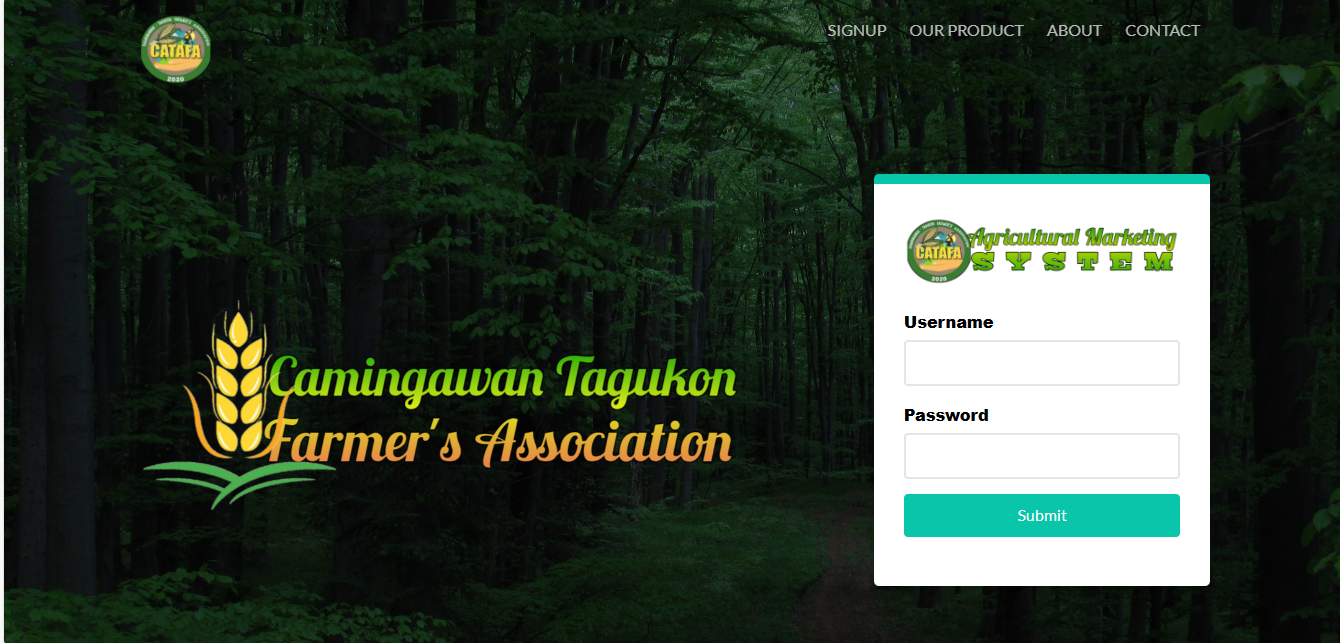 CATAFA
2020
SIGNUP OUR PRODUCT ABOUT CONTACT
CATAFA
2020
Agricultural Marketing
SYSTEM
Camingawan Tagukon
Farmer's Association
Username
Password
Submit